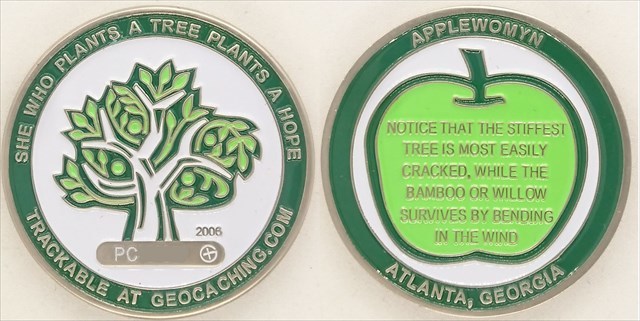 SHE WHO PLANTS A TREE PLANTS A HOPE
2006
PC
TRACKABLE AT GEOCACHING.COM
APPLEWOMYN
NOTICE THAT THE STIFFEST
TREE IS MOST EASILY
CRACKED, WHILE THE
BAMBOO OR WILLOW
SURVIVES BY BENDING
IN THE WIND
ATLANTA, GEORGIA